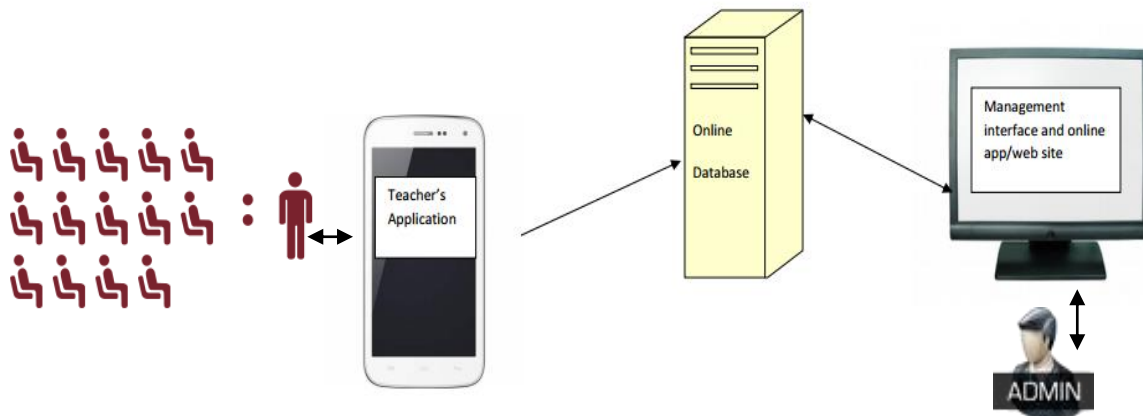 Teacher’s
Application
Online
Database
Management
interface and online
app/web site
ADMIN